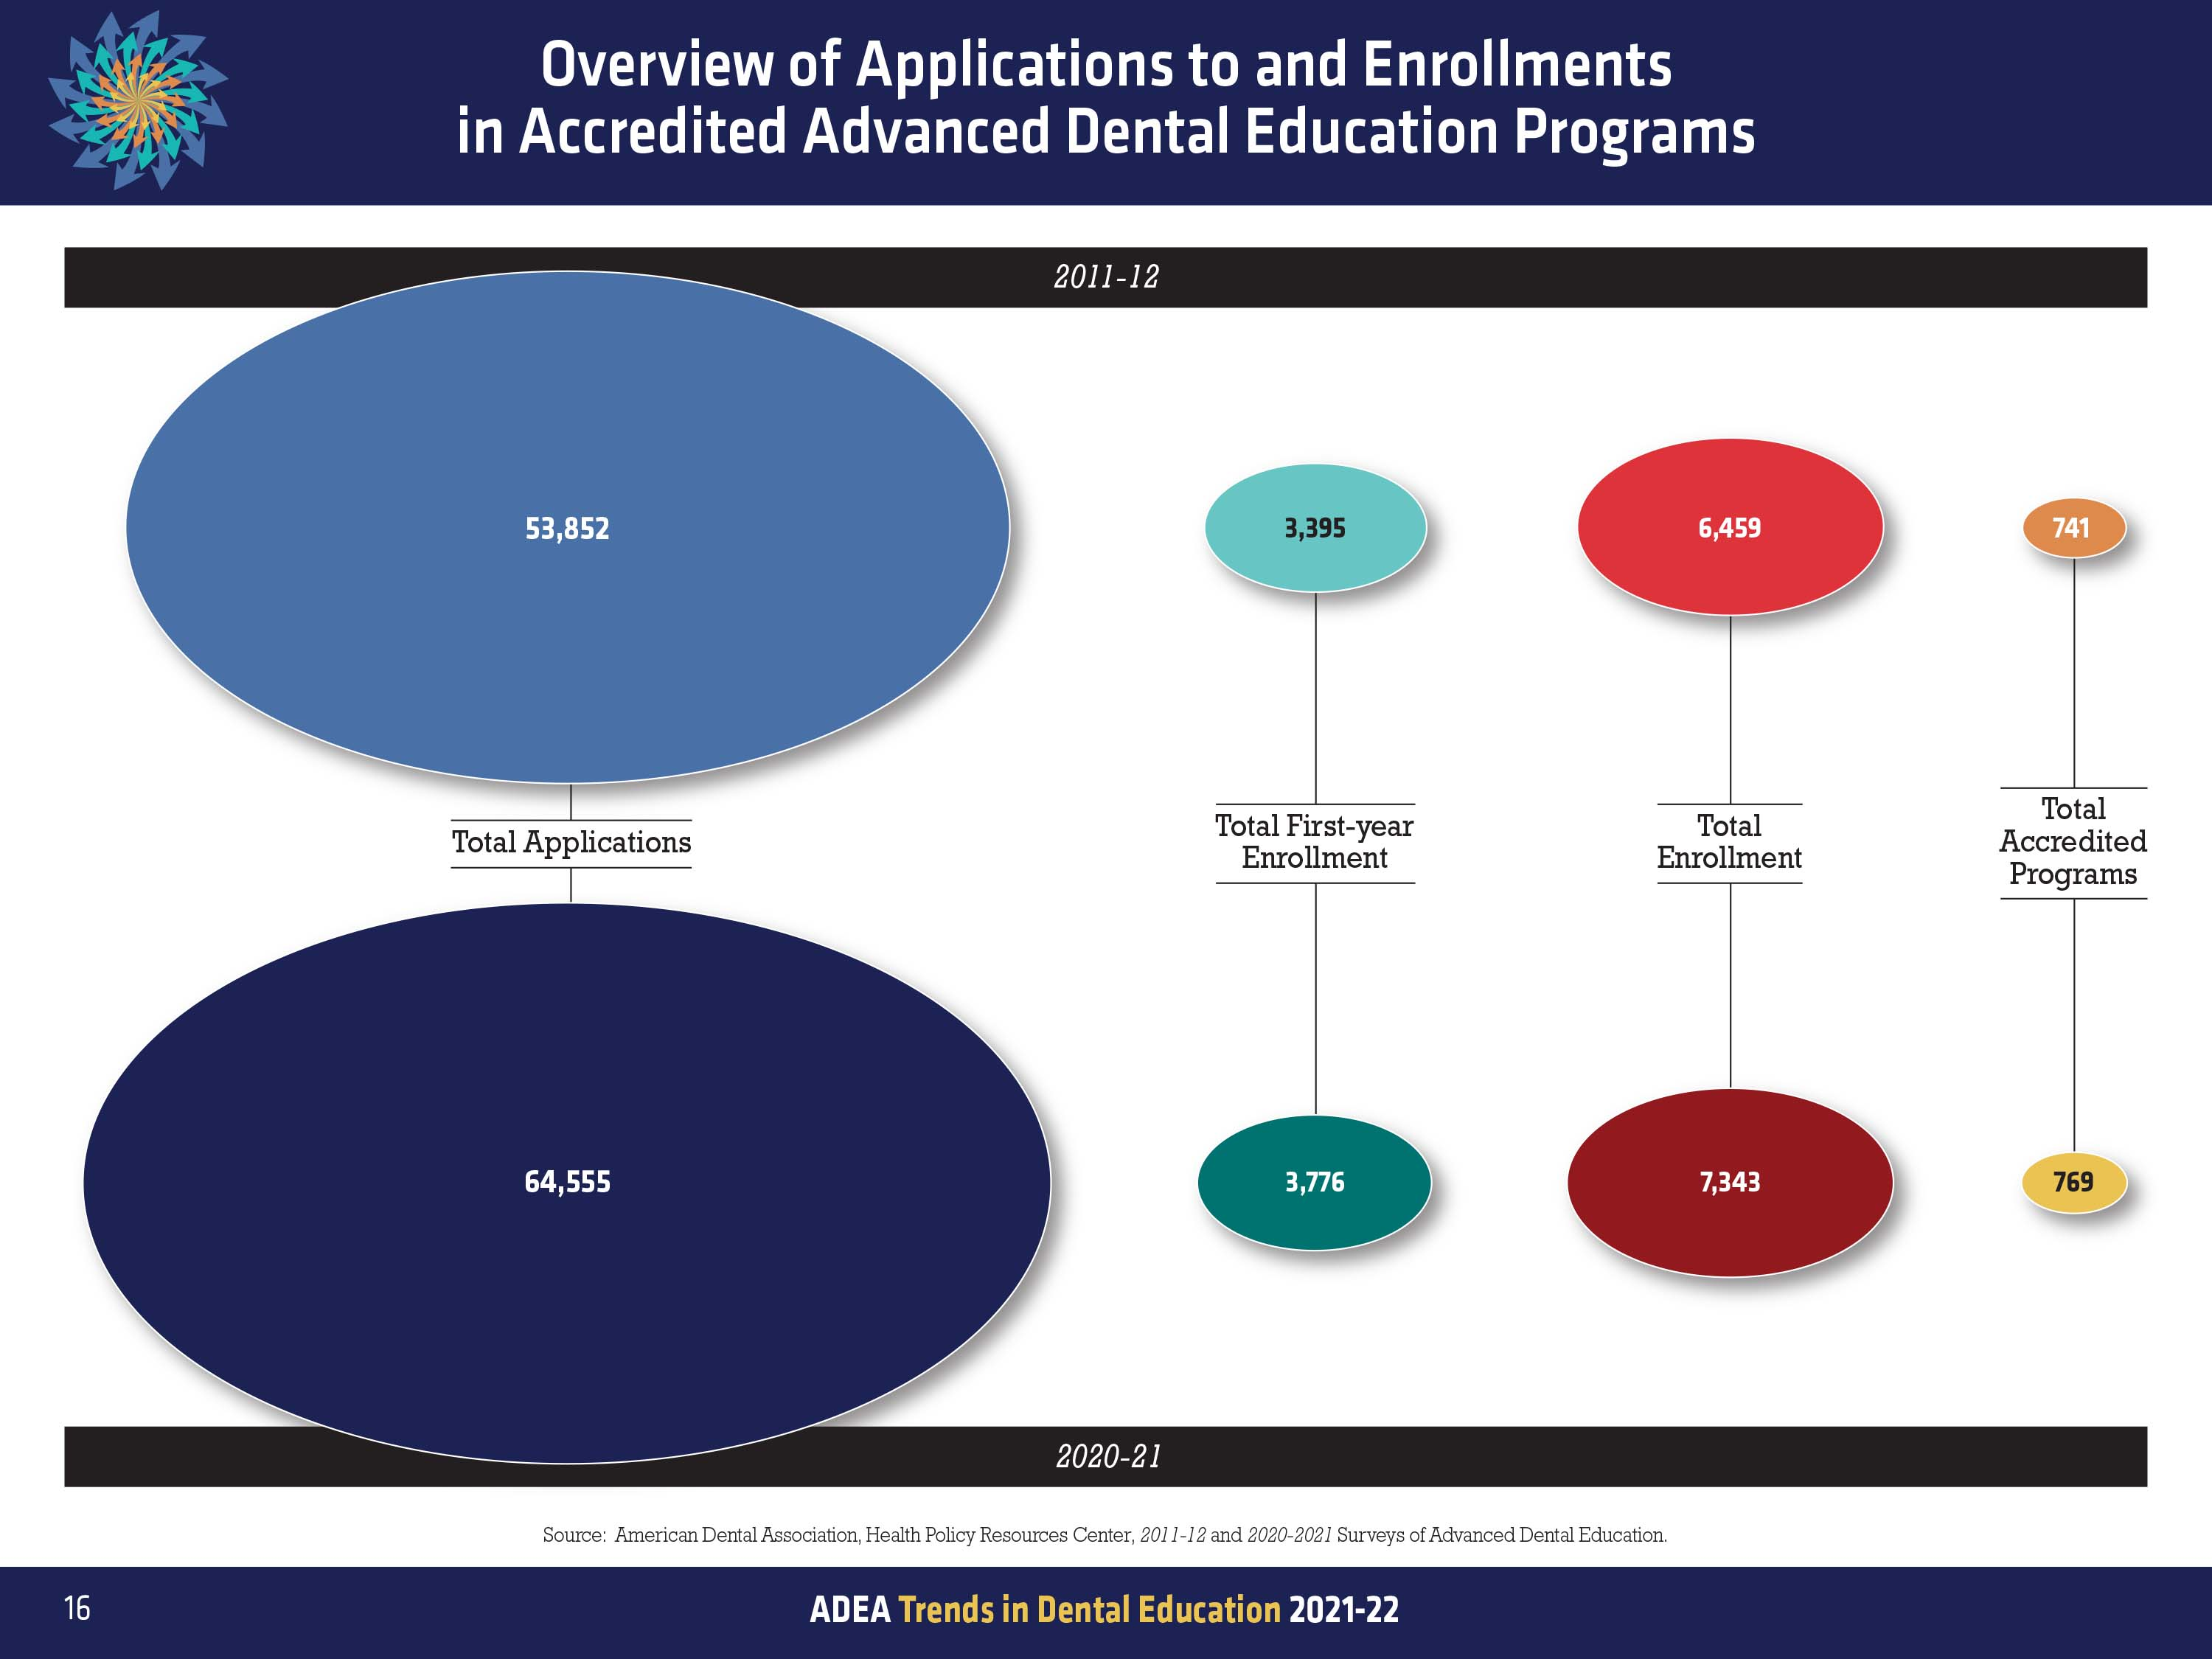 Overview of Applications to and Enrollments
in Accredited Advanced Dental Education Programs
2011-12
53,852
3,395
6,459
741
Total Applications
Total First-year
Enrollment
Total
Enrollment
Total
Accredited
Programs
64,555
3,776
7,343
769
2020-21
Source: American Dental Association, Health Policy Resources Center, 2011-12 and 2020-2021 Surveys of Advanced Dental Education.
16
ADEA Trends in Dental Education 2021-22